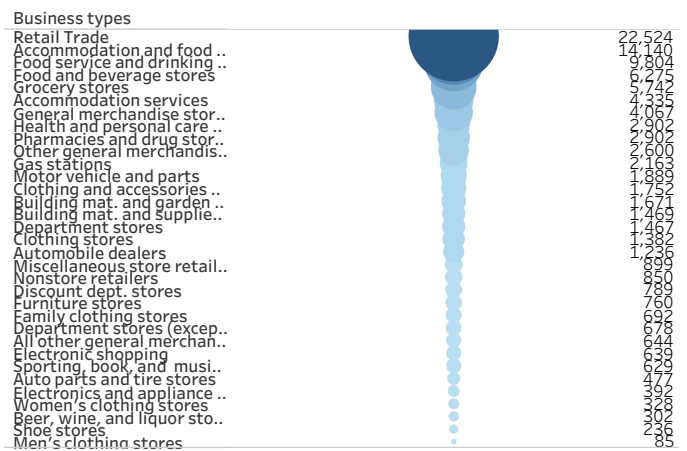 Business types
Retail Trade 22,524
Accommodation and food .. 14,140
Food service and drinking .. 9,804
Food and beverage stores 6,275
Grocery stores 5,742
Accommodation services 4,335
General merchandise stor.. 4,067
Health and personal care .. 2,902
Pharmacies and drug stor.. 2,902
Other general merchandis.. 2,600
Gas stations 2,163
Motor vehicle and parts 1,889
Clothing and accessories .. 1,752
Building mat. and garden .. 1,671
Building mat. and supplie.. 1,469
Department stores 1,467
Clothing stores 1,382
Automobile dealers 1,236
Miscellaneous store retail.. 899
Nonstore retailers 850
Discount dept. stores 789
Furniture stores 760
Family clothing stores 692
Department stores (excep.. 678
All other general merchan.. 644
Electronic shopping 639
Sporting, book, and musi.. 629
Auto parts and tire stores 477
Electronics and appliance .. 392
Women's clothing stores 328
Beer, wine, and liquor sto.. 302
Shoe stores 236
Men's clothing stores 85